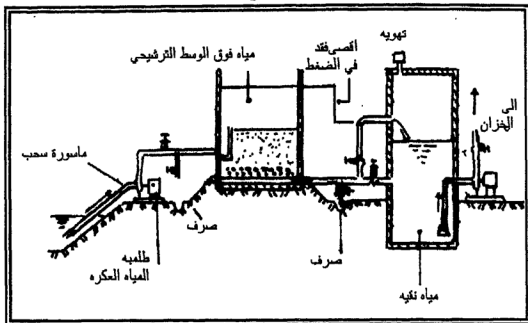 تهويه
أقصى فقد
في الضغط
مياه فوق الوسط الترشيحي
الى
الخزان
ماسورة سحب
صرف
صرف
طلمبه
المياه العكره
مياه نقيه